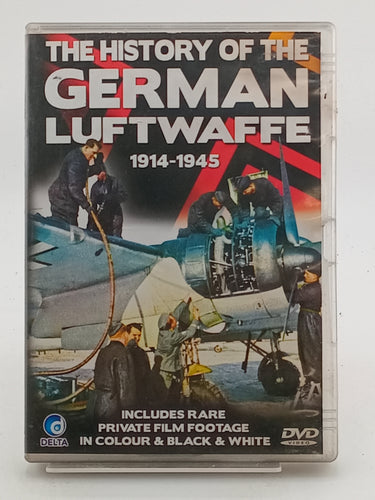 THE HISTORY OF THE
GERMAN
LUFTWAFFE
1914-1945
INCLUDES RARE
PRIVATE FILM FOOTAGE
IN COLOUR & BLACK & WHITE
d
DELTA
DVD
VIDEO